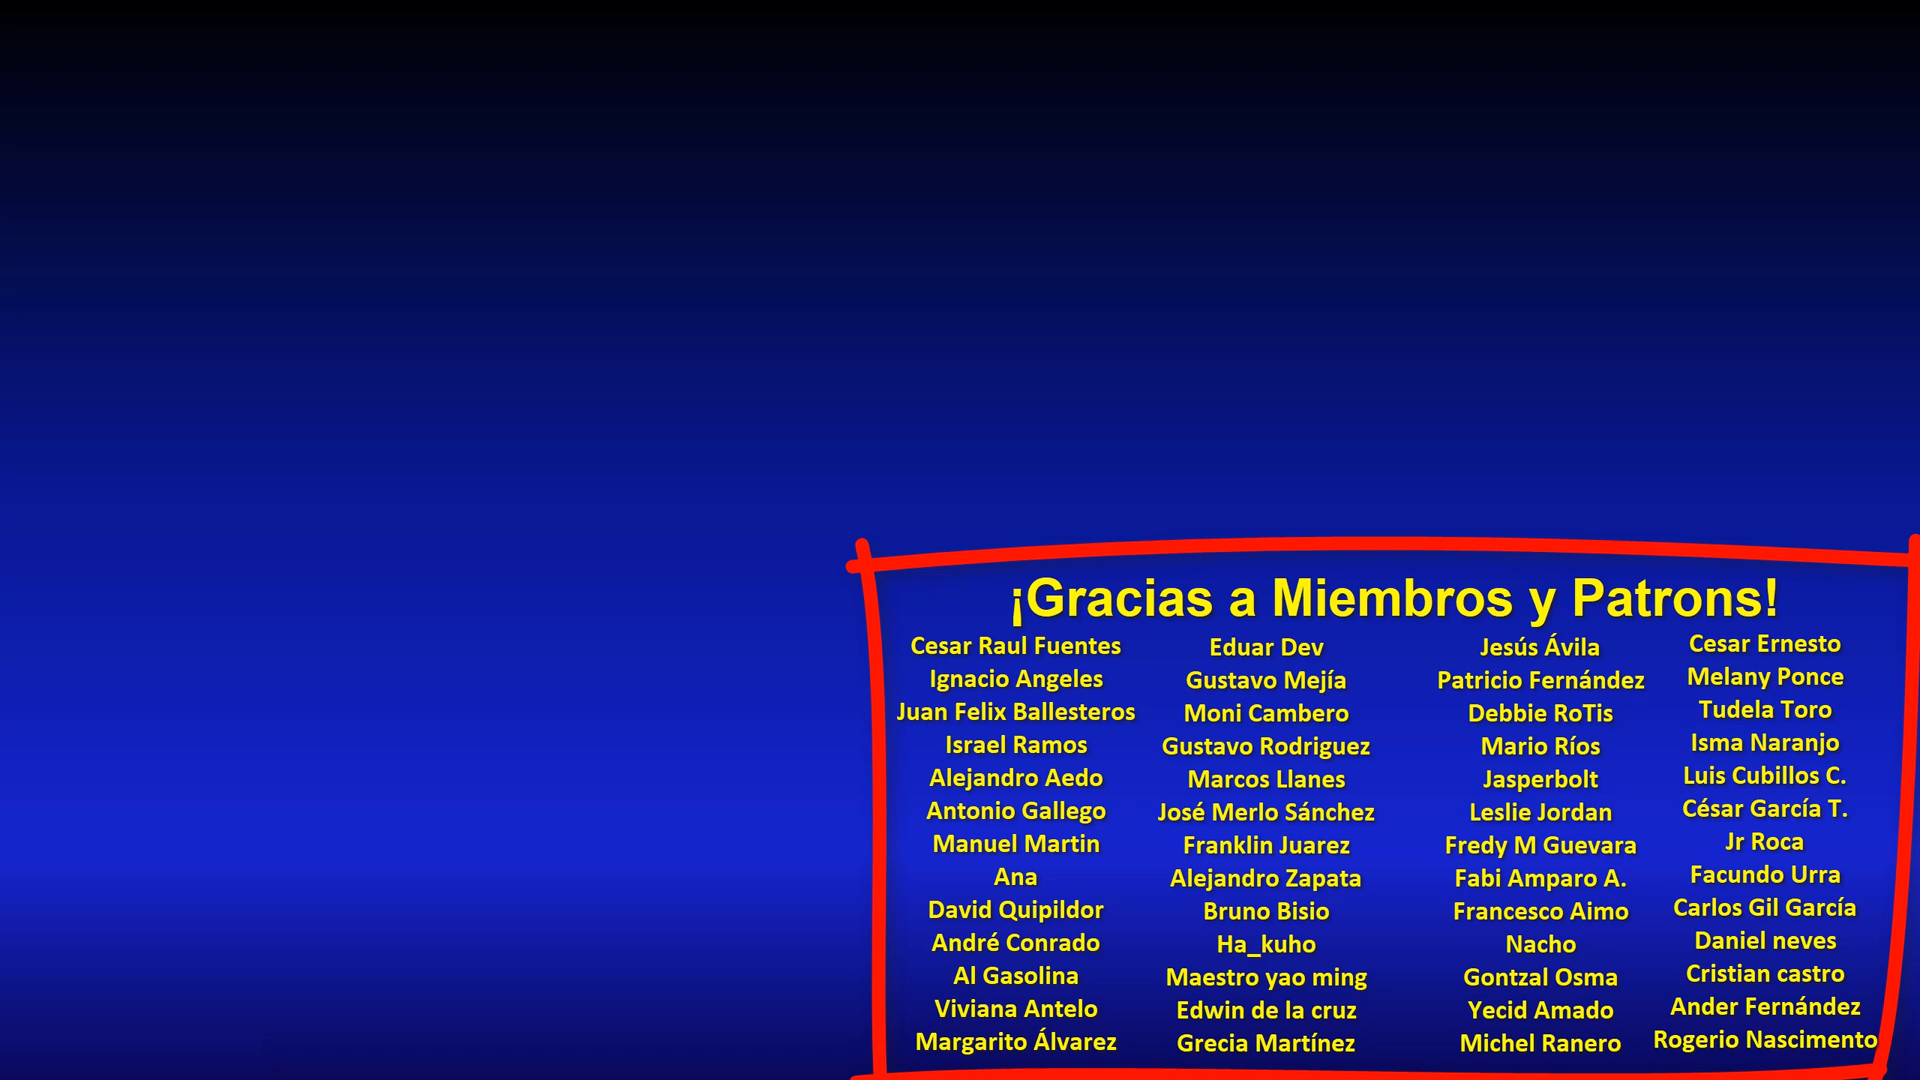 ¡Gracias a Miembros y Patrons!
Cesar Raul Fuentes
Ignacio Angeles
Juan Felix Ballesteros
Israel Ramos
Alejandro Aedo
Antonio Gallego
Manuel Martin
Ana
David Quipildor
André Conrado
Al Gasolina
Viviana Antelo
Margarito Álvarez
Eduar Dev
Gustavo Mejía
Moni Cambero
Gustavo Rodriguez
Marcos Llanes
José Merlo Sánchez
Franklin Juarez
Alejandro Zapata
Bruno Bisio
Ha_kuho
Maestro yao ming
Edwin de la cruz
Grecia Martínez
Jesús Ávila
Patricio Fernández
Debbie RoTis
Mario Ríos
Jasperbolt
Leslie Jordan
Fredy M Guevara
Fabi Amparo A.
Francesco Aimo
Nacho
Gontzal Osma
Yecid Amado
Michel Ranero
Cesar Ernesto
Melany Ponce
Tudela Toro
Isma Naranjo
Luis Cubillos C.
César García T.
Jr Roca
Facundo Urra
Carlos Gil García
Daniel neves
Cristian castro
Ander Fernández
Rogerio Nascimento